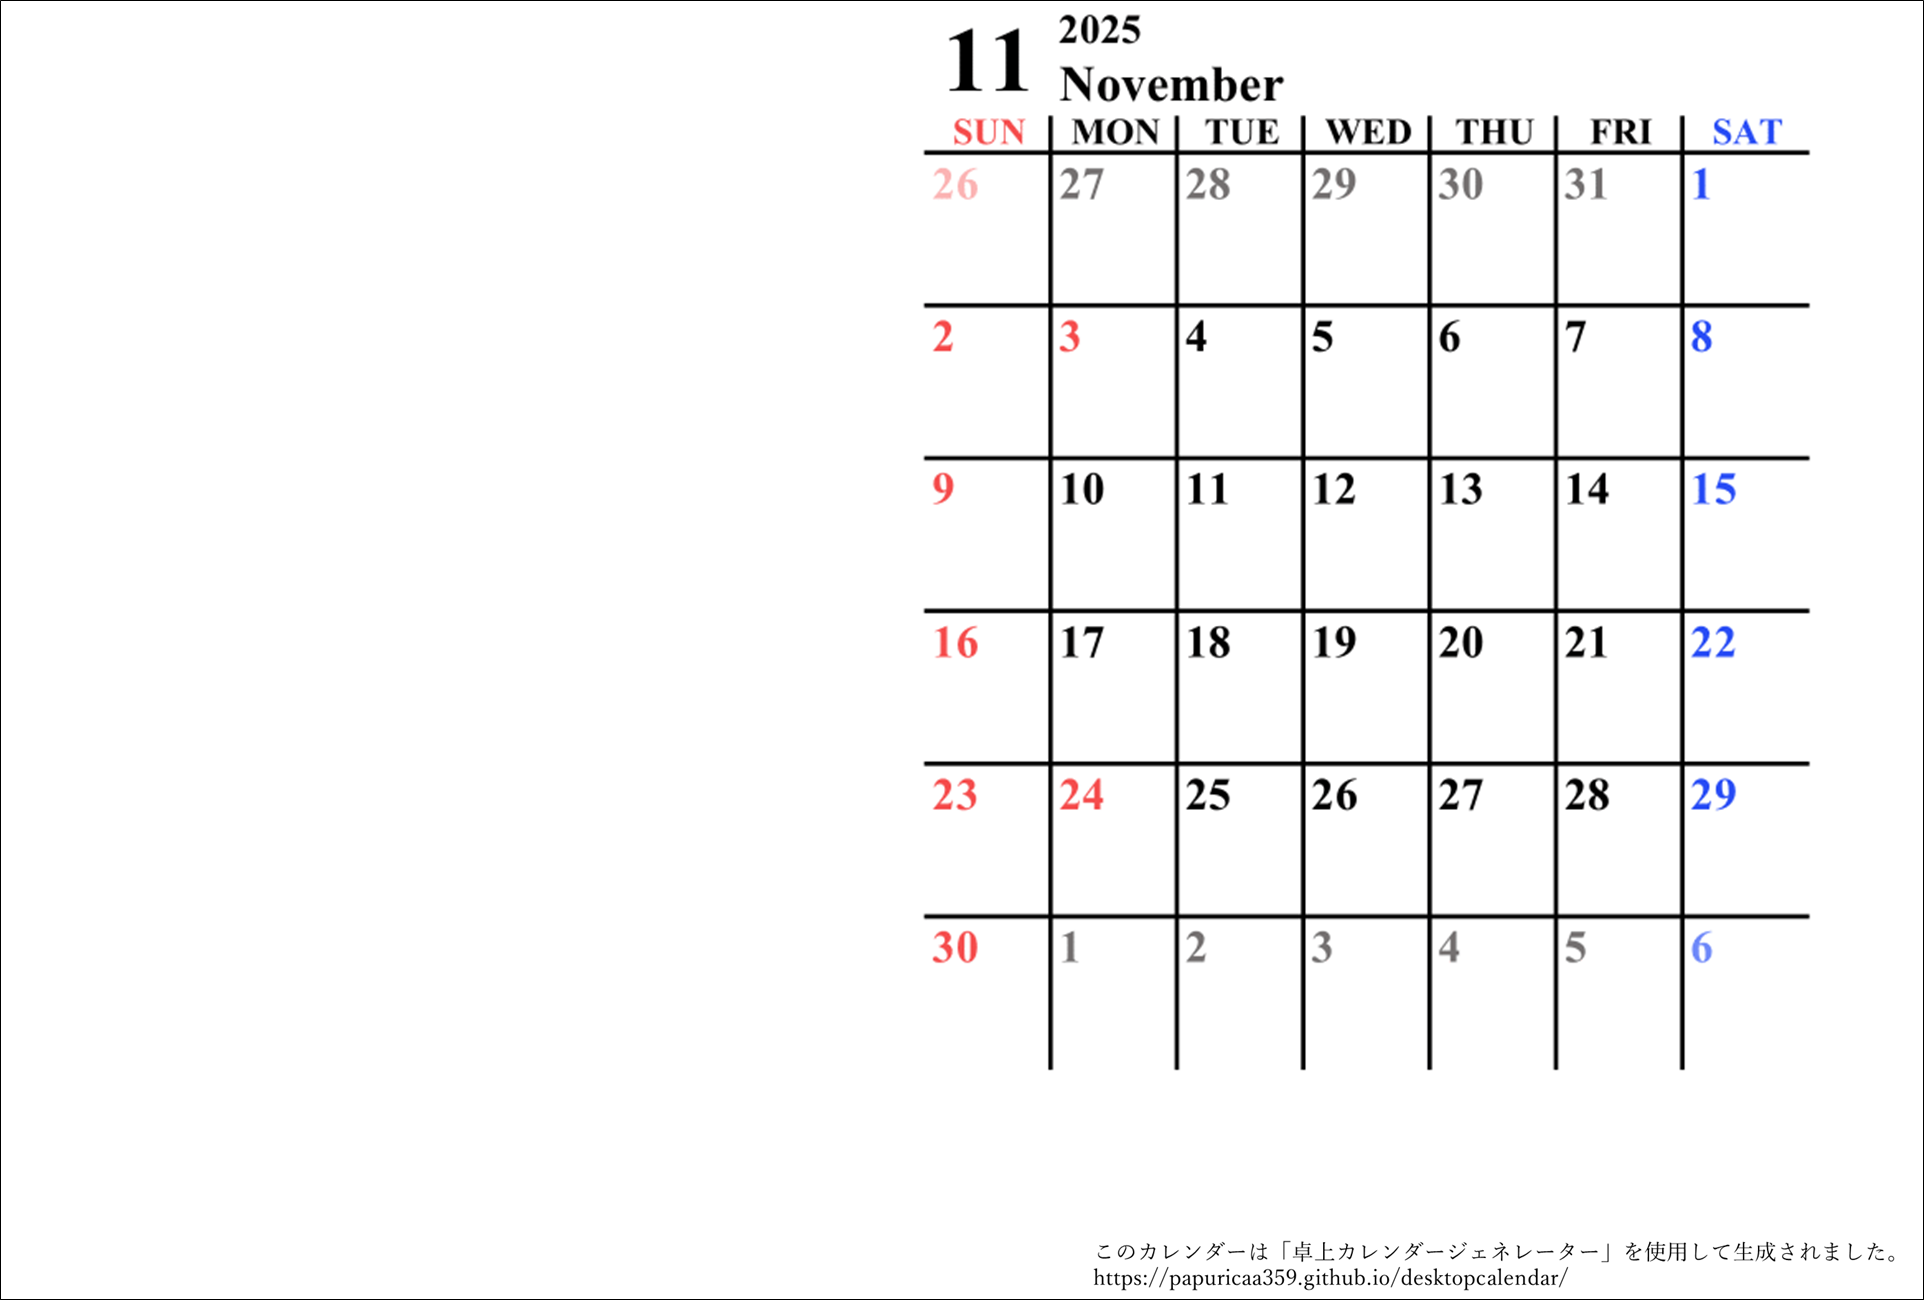 11
2025
November
SUN MON TUE WED THU FRI SAT
26 27 28 29 30 31 1
2 3 4 5 6 7 8
9 10 11 12 13 14 15
16 17 18 19 20 21 22
23 24 25 26 27 28 29
30 1 2 3 4 5 6
このカレンダーは「卓上カレンダージェネレーター」を使用して生成されました。
https://papuricaa359.github.io/desktopcalendar/